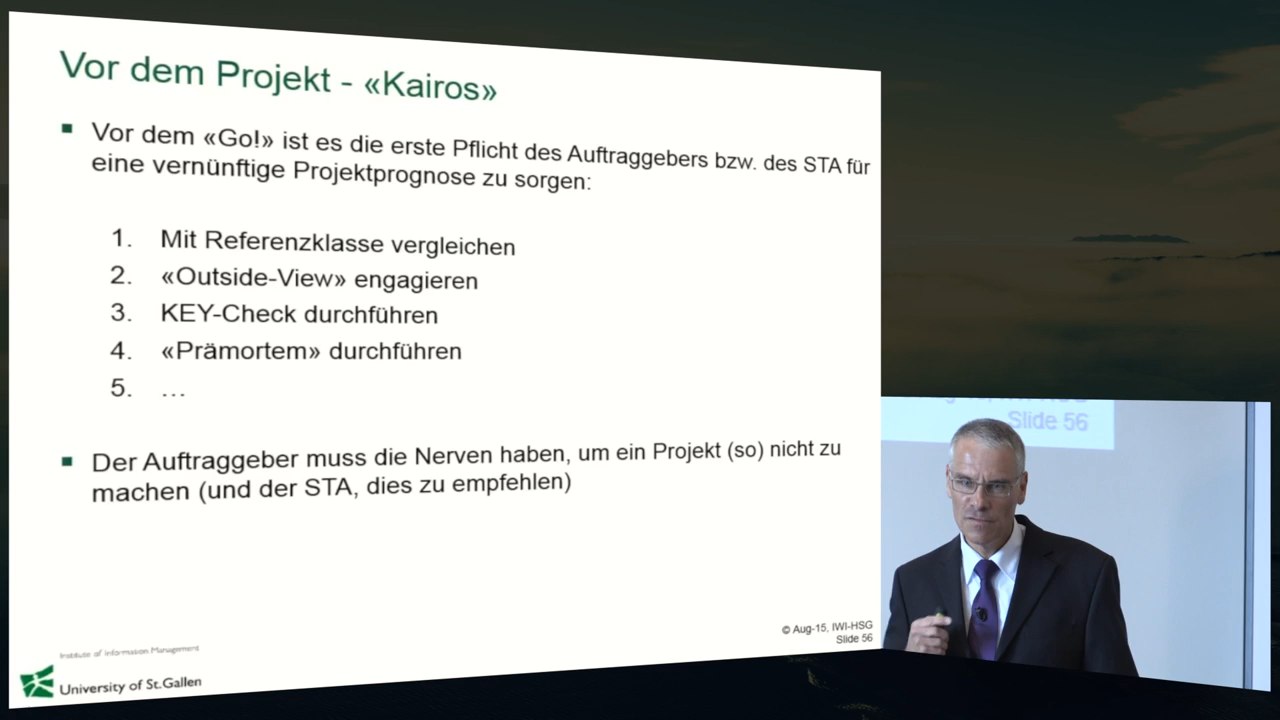 Vor dem Projekt - «Kairos»
▪ Vor dem «Go!» ist es die erste Pflicht des Auftraggebers bzw. des STA für
eine vernünftige Projektprognose zu sorgen:
1. Mit Referenzklasse vergleichen
2. «Outside-View» engagieren
3. KEY-Check durchführen
4. «Prämortem» durchführen
5. ...
▪ Der Auftraggeber muss die Nerven haben, um ein Projekt (so) nicht zu
machen (und der STA, dies zu empfehlen)
© Aug-15, IWI-HSG
Slide 56
Institute of Information Management
University of St.Gallen
Slide 56